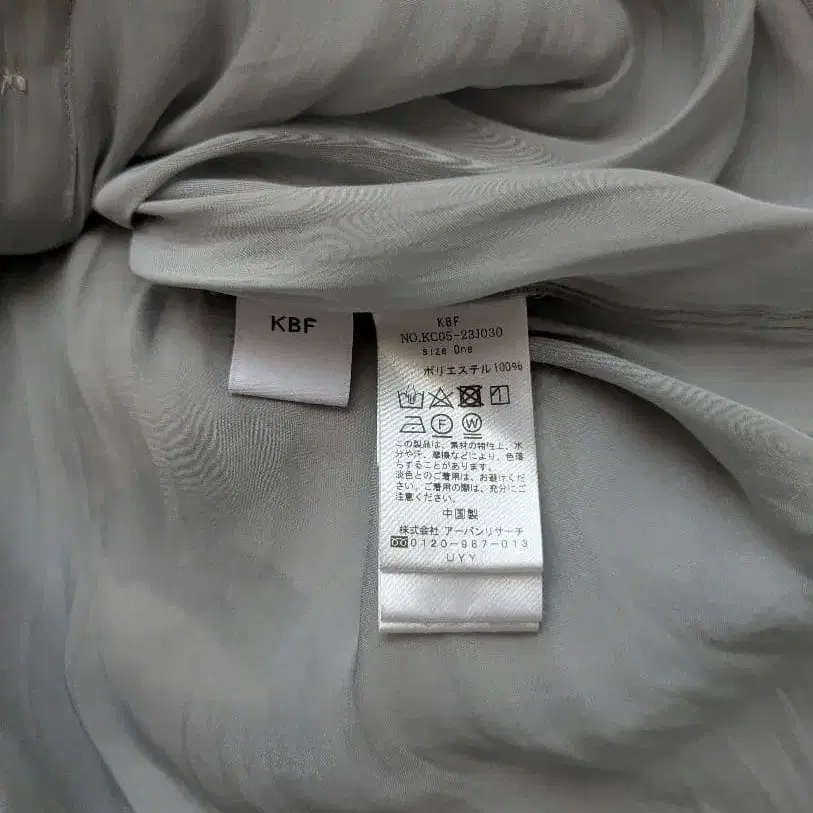 KBF
KBF
NO.KC05-23J030
size One
ポリエステル100%
F W
この製品は、素材の特性上、水
分や汗、摩擦などにより、色落
らすることがあります。
淡色とのご着用は、お避けくだ
さい。ご着用の際は、充分にご
注意ください。
中国製
株式会社 アーバンリサーチ
0120-987-013
UYY